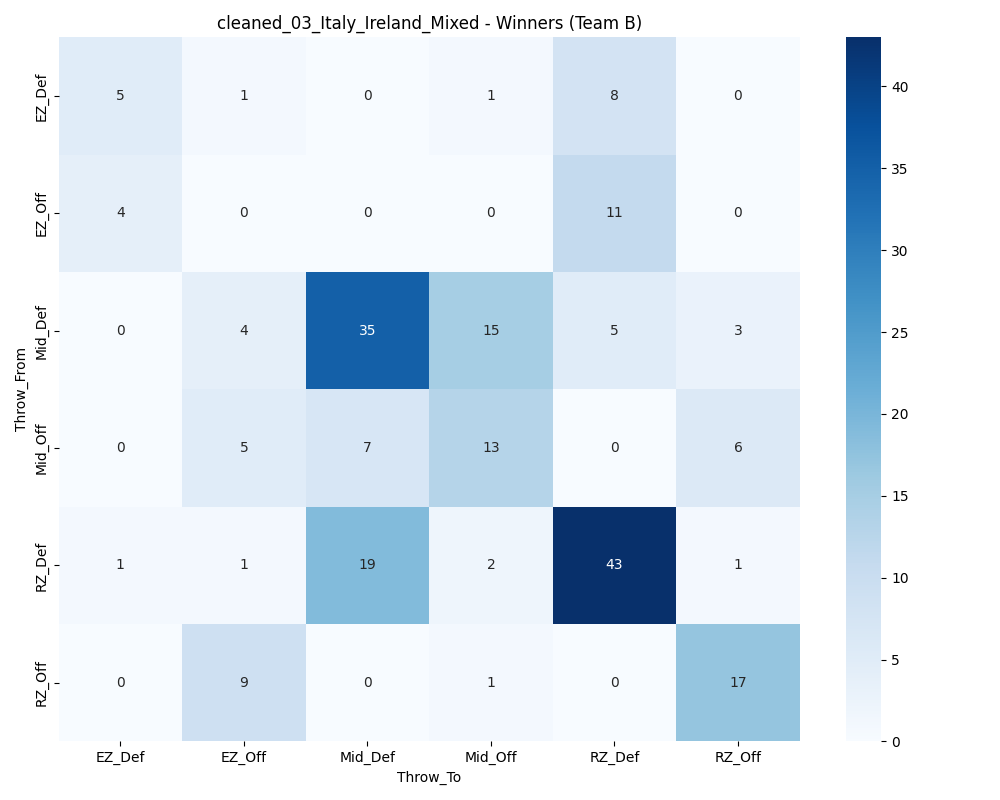 cleaned_03_Italy_Ireland_Mixed - Winners (Team B)
Throw_From
EZ_Def 5 1 0 1 8 0
EZ_Off 4 0 0 0 11 0
Mid_Def 0 4 35 15 5 3
Mid_Off 0 5 7 13 0 6
RZ_Def 1 1 19 2 43 1
RZ_Off 0 9 0 1 0 17
EZ_Def EZ_Off Mid_Def Mid_Off RZ_Def RZ_Off
Throw_To
40
35
30
25
20
15
10
5
0